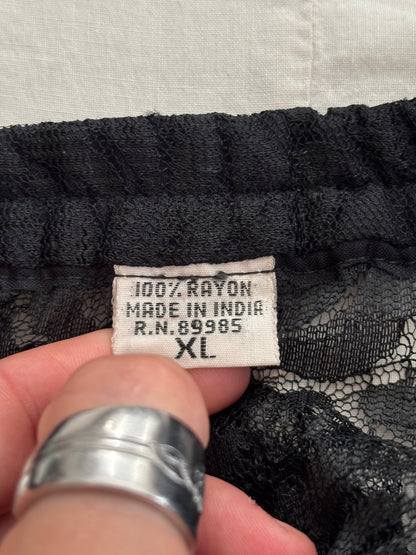 100% RAYON
MADE IN INDIA
R.N. 89985
XL